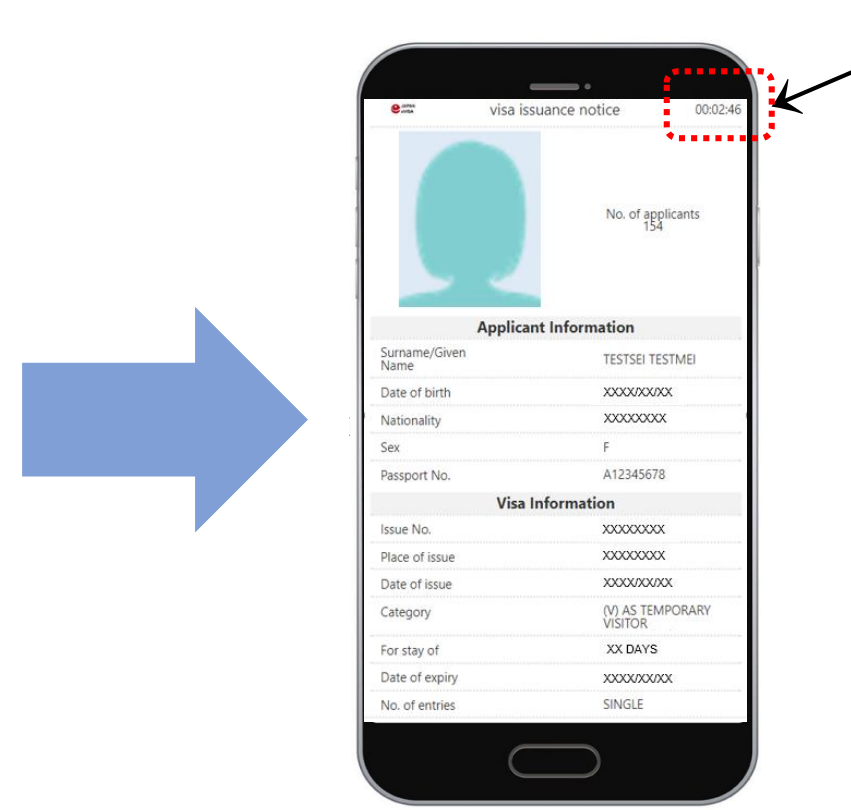 JAPAN
eVISA
visa issuance notice 00:02:46
No. of applicants
154
Applicant Information
Surname/Given
Name TESTSEI TESTMEI
Date of birth XXXX/XX/XX
Nationality XXXXXXXX
Sex F
Passport No. A12345678
Visa Information
Issue No. XXXXXXXX
Place of issue XXXXXXXX
Date of issue XXXX/XX/XX
Category (V) AS TEMPORARY
VISITOR
For stay of XX DAYS
Date of expiry XXXX/XX/XX
No. of entries SINGLE